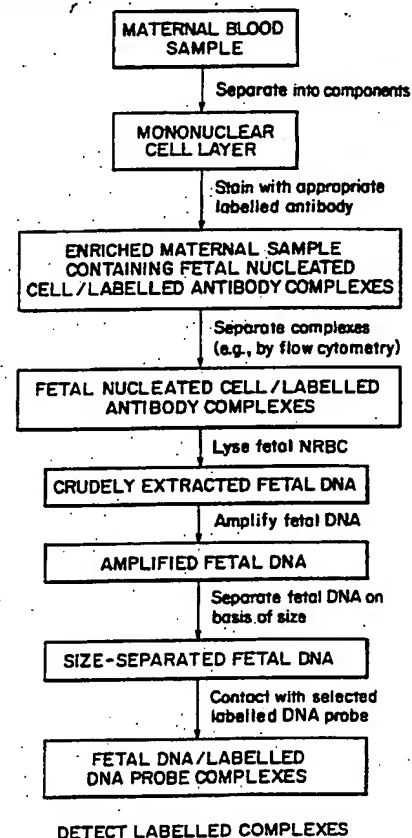 MATERNAL BLOOD
SAMPLE
Separate into components
MONONUCLEAR
CELL LAYER
Stain with appropriate
labelled antibody
ENRICHED MATERNAL SAMPLE
CONTAINING FETAL NUCLEATED
CELL/LABELLED ANTIBODY COMPLEXES
Separate complexes
(e.g., by flow cytometry)
FETAL NUCLEATED CELL/LABELLED
ANTIBODY COMPLEXES
Lyse fetal NRBC
CRUDELY EXTRACTED FETAL DNA
Amplify fetal DNA
AMPLIFIED FETAL DNA
Separate fetal DNA on
basis of size
SIZE-SEPARATED FETAL DNA
Contact with selected
labelled DNA probe
FETAL DNA/LABELLED
DNA PROBE COMPLEXES
DETECT LABELLED COMPLEXES